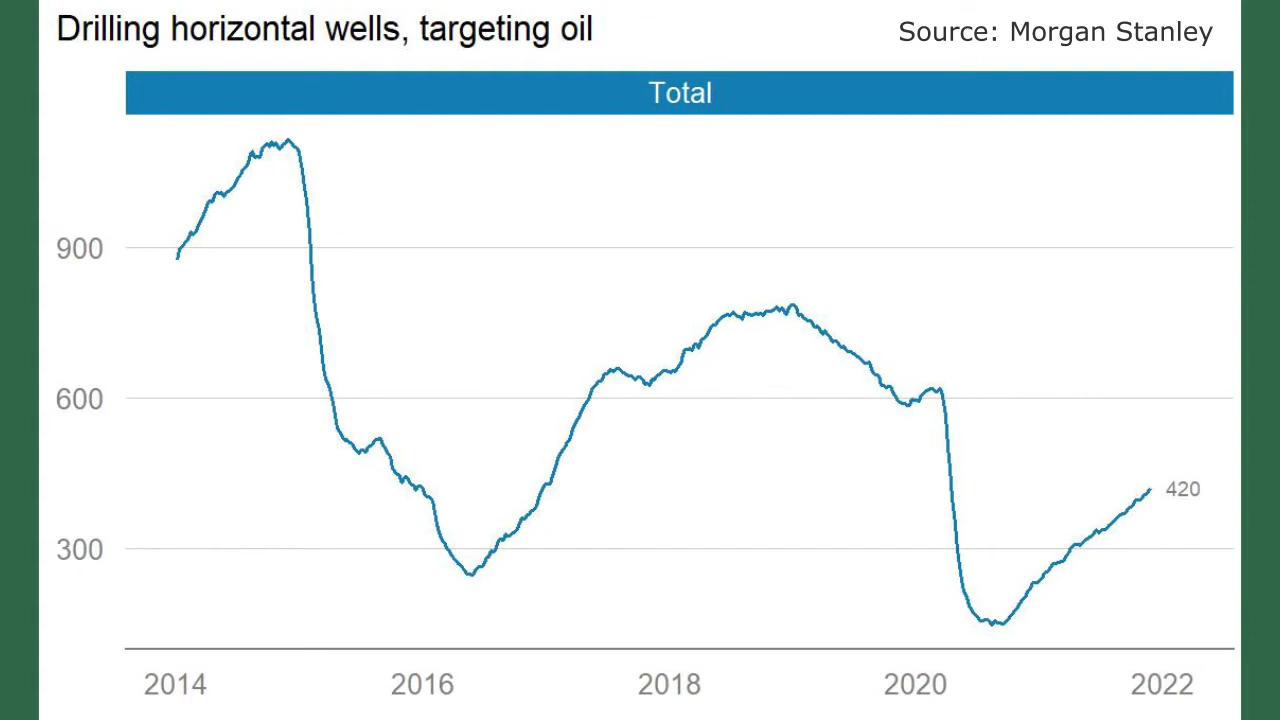 Drilling horizontal wells, targeting oil
Source: Morgan Stanley
Total
900
600
300
420
2014 2016 2018 2020 2022